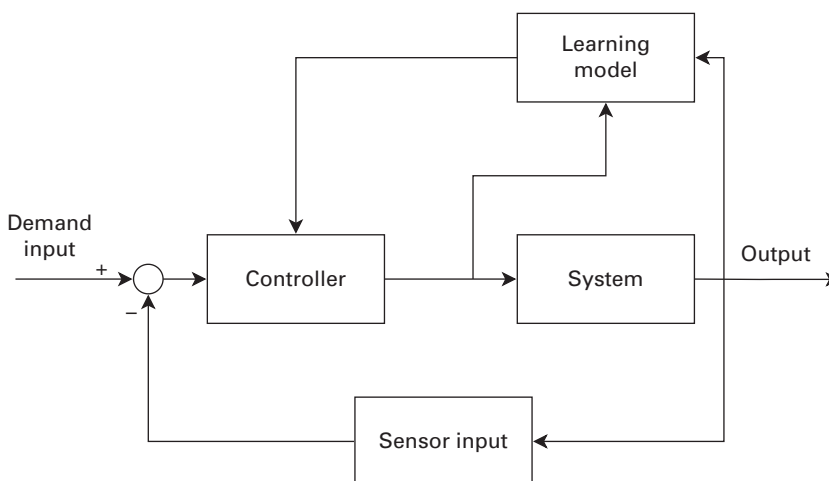 Learning
model
Demand
input
+
Controller
System
Output
−
Sensor input